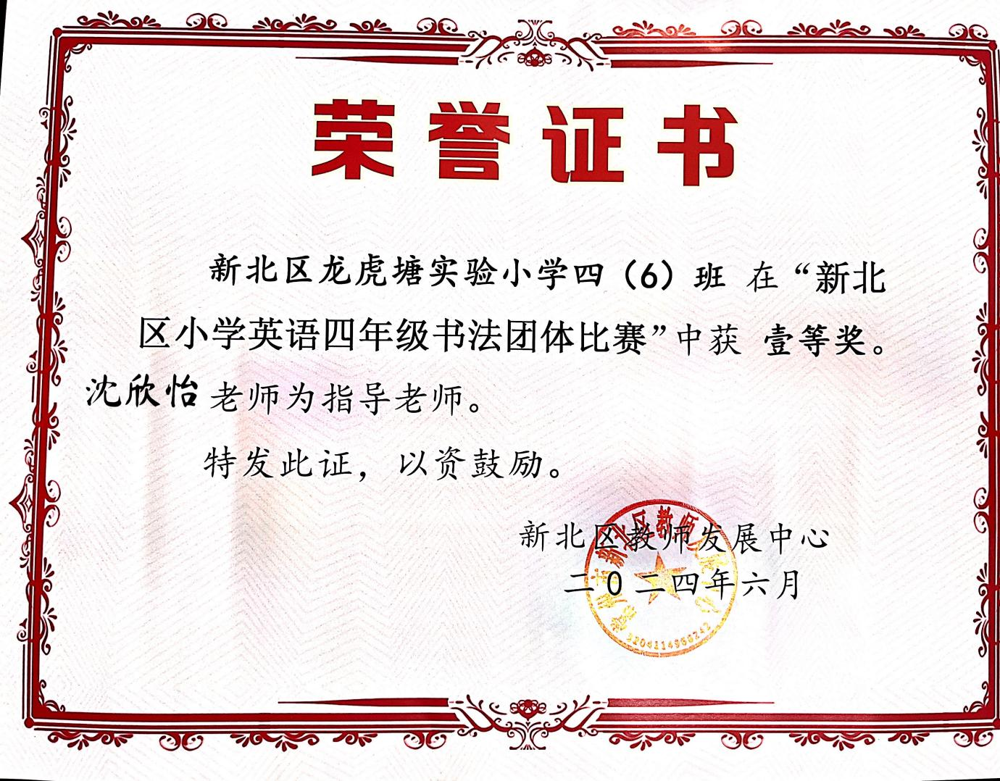 荣誉证书
新北区龙虎塘实验小学四（6）班 在“新北
区小学英语四年级书法团体比赛”中获 壹等奖。
沈欣怡老师为指导老师。
特发此证，以资鼓励。
新北区教师发展中心
二0二四年六月